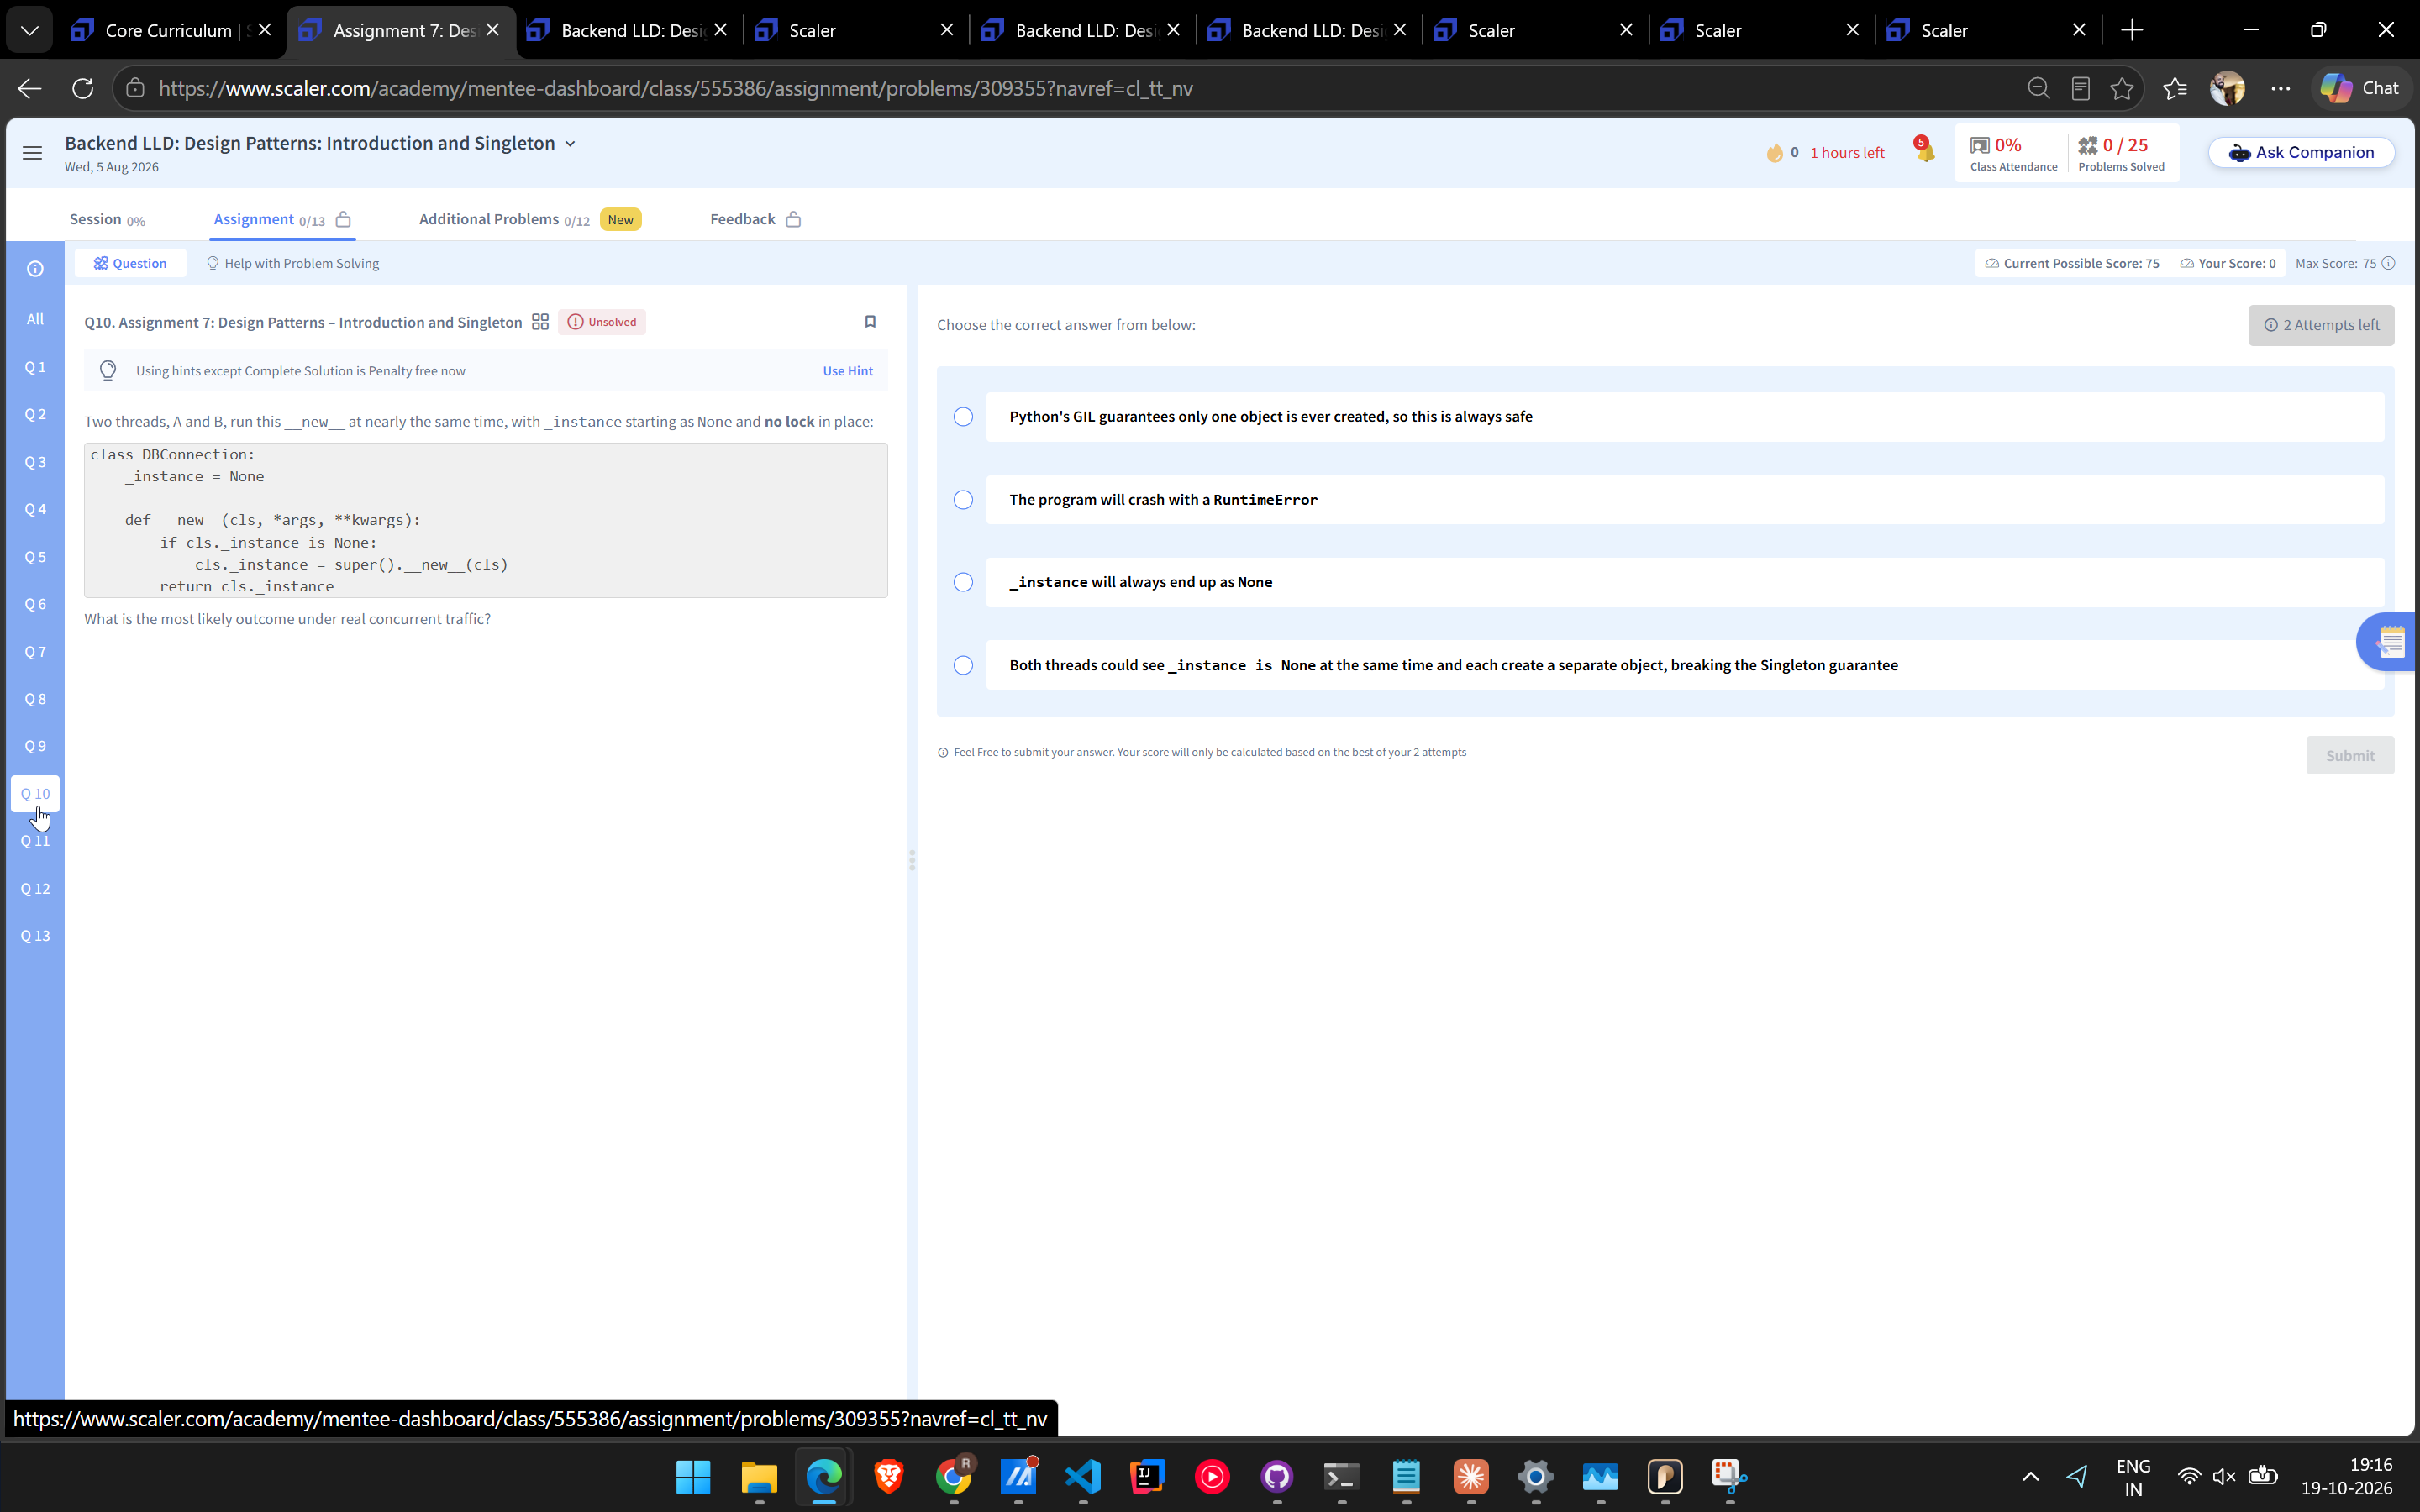 Core Curriculum |
Assignment 7: Des
Backend LLD: Desi
Scaler
Backend LLD: Desi
Backend LLD: Desi
Scaler
Scaler
Scaler
https://www.scaler.com/academy/mentee-dashboard/class/555386/assignment/problems/309355?navref=cl_tt_nv
Chat
Backend LLD: Design Patterns: Introduction and Singleton
Wed, 5 Aug 2026
0 1 hours left
5
0%
Class Attendance
0 / 25
Problems Solved
Ask Companion
Session 0%
Assignment 0/13
Additional Problems 0/12 New
Feedback
Question
Help with Problem Solving
Current Possible Score: 75
Your Score: 0
Max Score: 75
All
Q 1
Q 2
Q 3
Q 4
Q 5
Q 6
Q 7
Q 8
Q 9
Q 10
Q 11
Q 12
Q 13
Q10. Assignment 7: Design Patterns – Introduction and Singleton
Unsolved
Using hints except Complete Solution is Penalty free now
Use Hint
Two threads, A and B, run this __new__ at nearly the same time, with _instance starting as None and no lock in place:
class DBConnection:
    _instance = None
    def __new__(cls, *args, **kwargs):
        if cls._instance is None:
            cls._instance = super().__new__(cls)
        return cls._instance
What is the most likely outcome under real concurrent traffic?
Choose the correct answer from below:
2 Attempts left
Python's GIL guarantees only one object is ever created, so this is always safe
The program will crash with a RuntimeError
_instance will always end up as None
Both threads could see _instance is None at the same time and each create a separate object, breaking the Singleton guarantee
Feel Free to submit your answer. Your score will only be calculated based on the best of your 2 attempts
Submit
https://www.scaler.com/academy/mentee-dashboard/class/555386/assignment/problems/309355?navref=cl_tt_nv
R
IJ
ENG
IN
19:16
19-10-2026